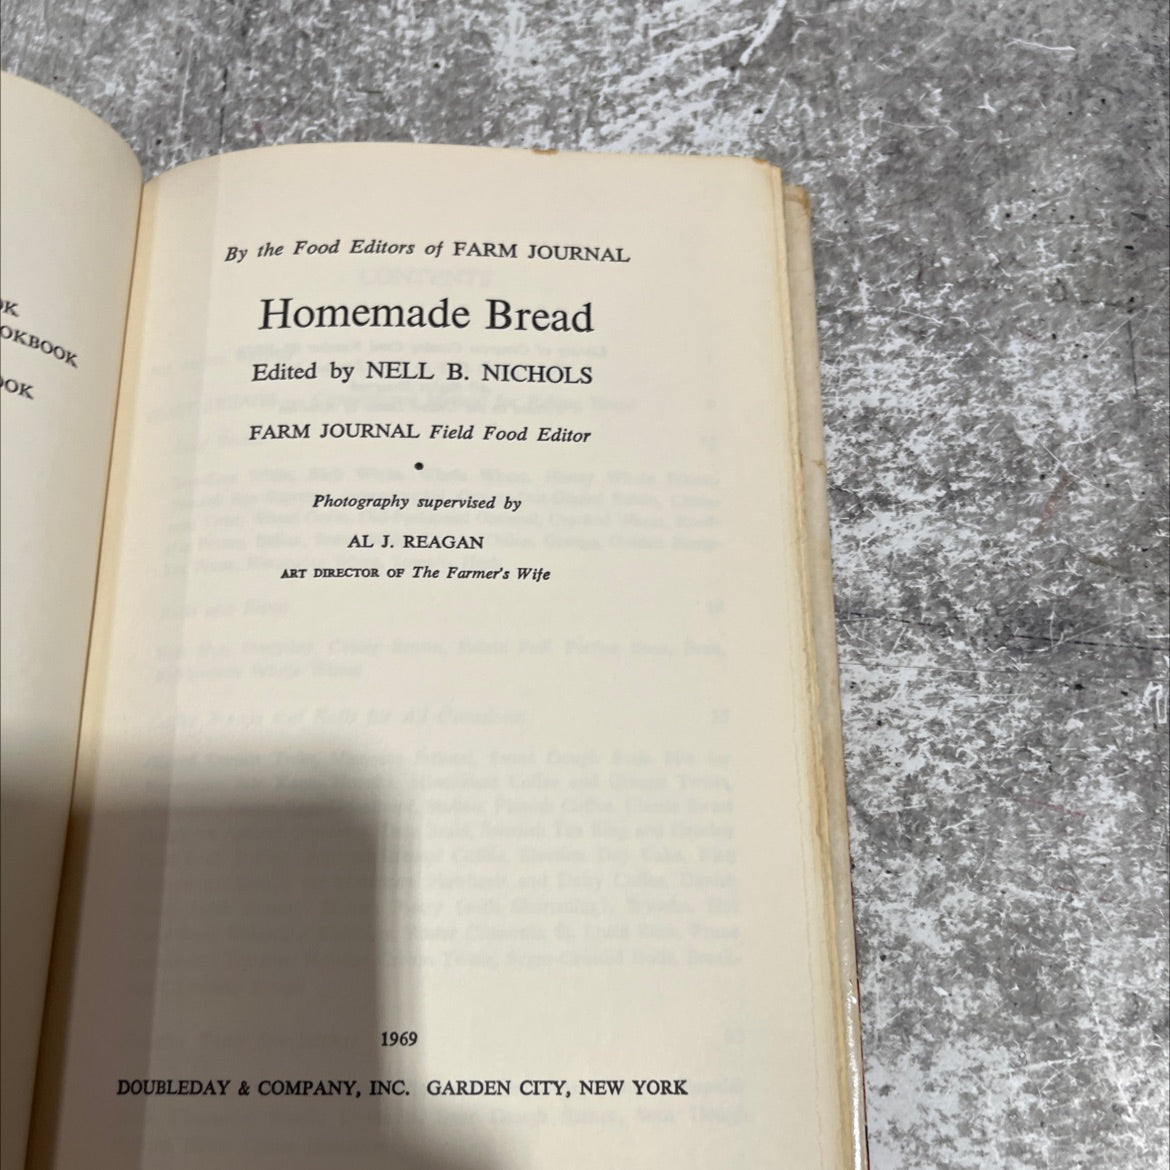 COOKBOOK
By the Food Editors of FARM JOURNAL
Homemade Bread
Edited by NELL B. NICHOLS
FARM JOURNAL Field Food Editor
•
Photography supervised by
AL J. REAGAN
ART DIRECTOR OF The Farmer's Wife
1969
DOUBLEDAY & COMPANY, INC. GARDEN CITY, NEW YORK